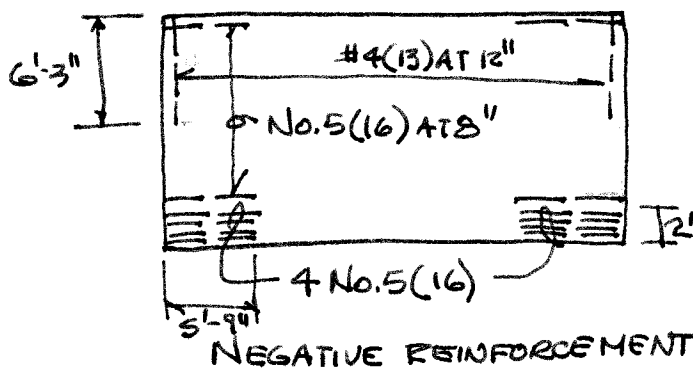 6'-3"
#4(13) AT 12"
No.5(16) AT 8"
2'
4 No.5(16)
5'-9"
NEGATIVE REINFORCEMENT